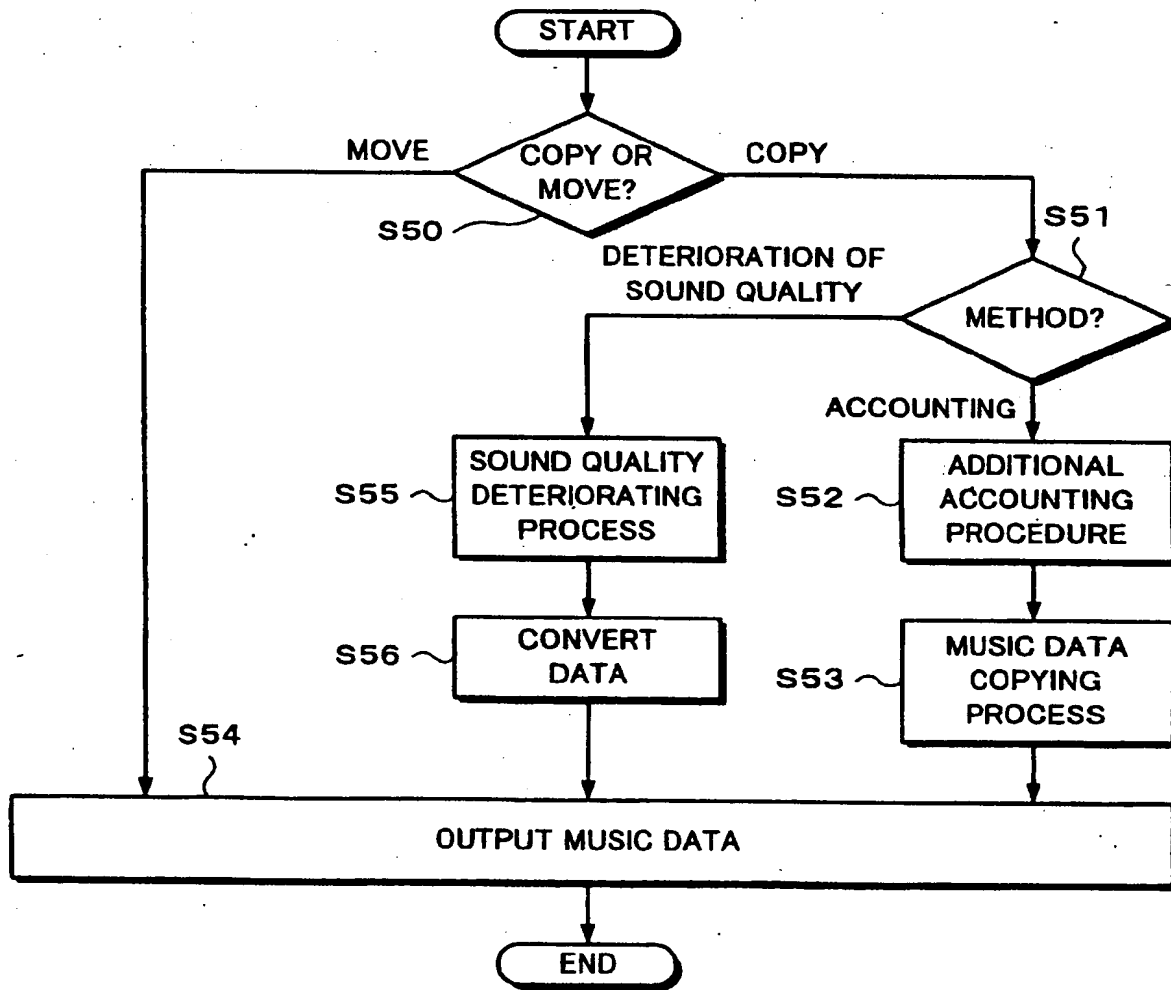 START
COPY OR
MOVE?
MOVE
COPY
S50
S51
DETERIORATION OF
SOUND QUALITY
METHOD?
ACCOUNTING
S55
SOUND QUALITY
DETERIORATING
PROCESS
S52
ADDITIONAL
ACCOUNTING
PROCEDURE
S56
CONVERT
DATA
S53
MUSIC DATA
COPYING
PROCESS
S54
OUTPUT MUSIC DATA
END